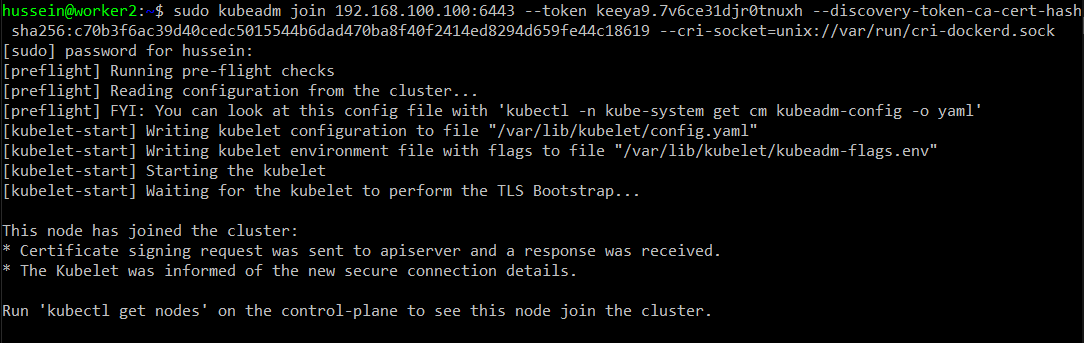 hussein@worker2:~$ sudo kubeadm join 192.168.100.100:6443 --token keeya9.7v6ce31djr0tnuxh --discovery-token-ca-cert-hash
sha256:c70b3f6ac39d40cedc5015544b6dad470ba8f40f2414ed8294d659fe44c18619 --cri-socket=unix://var/run/cri-dockerd.sock
[sudo] password for hussein:
[preflight] Running pre-flight checks
[preflight] Reading configuration from the cluster...
[preflight] FYI: You can look at this config file with 'kubectl -n kube-system get cm kubeadm-config -o yaml'
[kubelet-start] Writing kubelet configuration to file "/var/lib/kubelet/config.yaml"
[kubelet-start] Writing kubelet environment file with flags to file "/var/lib/kubelet/kubeadm-flags.env"
[kubelet-start] Starting the kubelet
[kubelet-start] Waiting for the kubelet to perform the TLS Bootstrap...
This node has joined the cluster:
* Certificate signing request was sent to apiserver and a response was received.
* The Kubelet was informed of the new secure connection details.
Run 'kubectl get nodes' on the control-plane to see this node join the cluster.